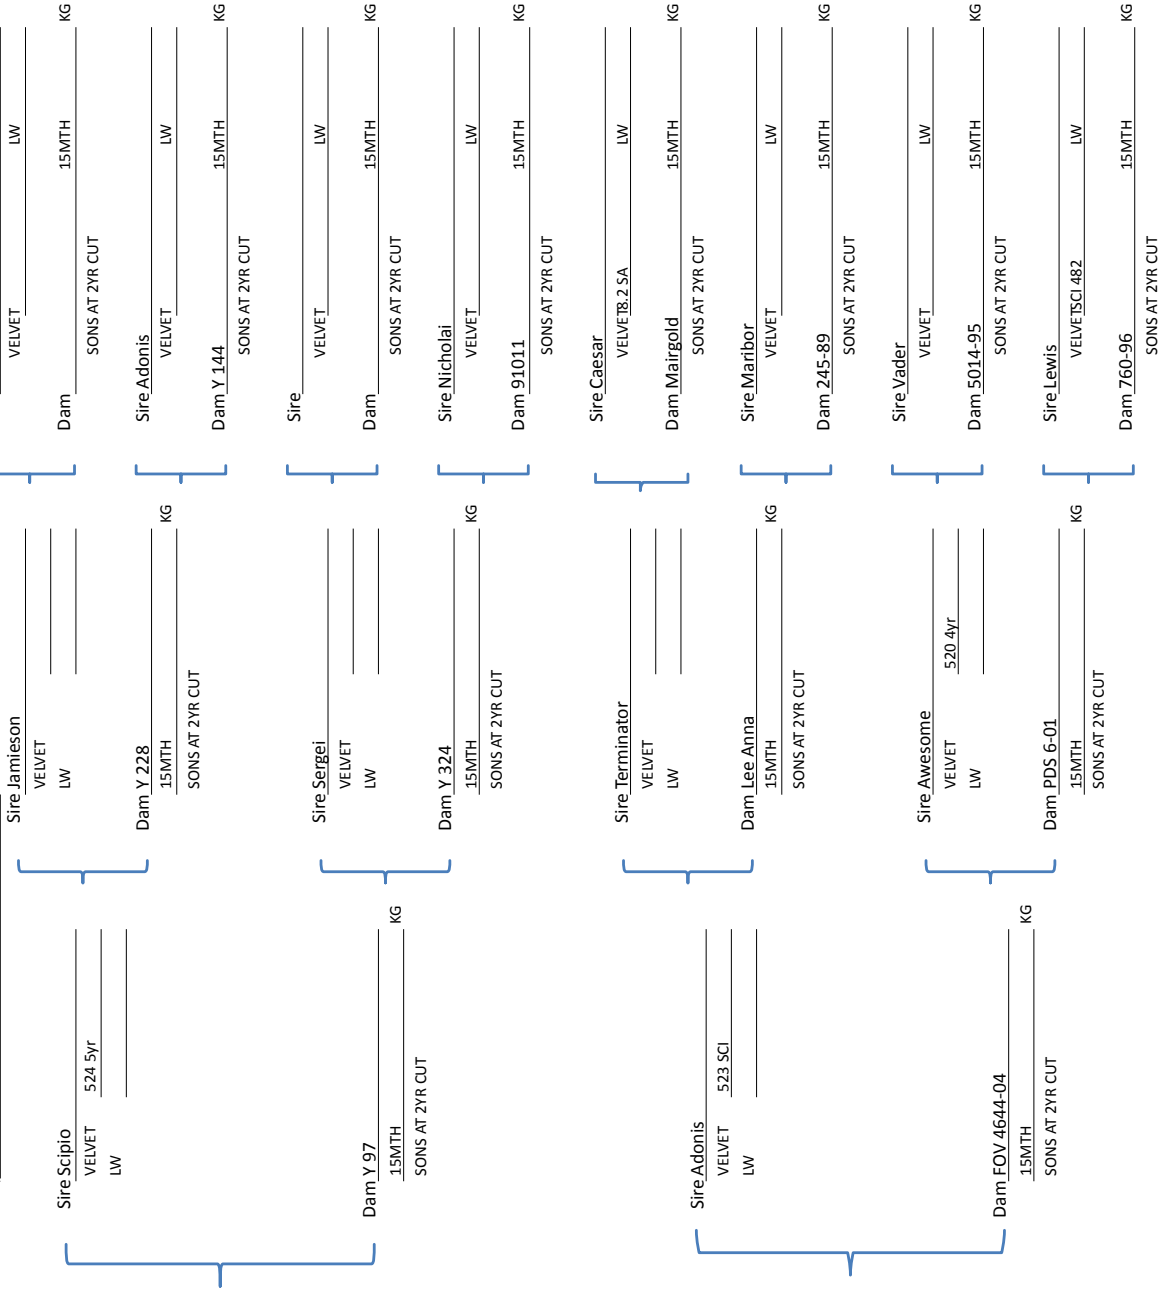 Sire Scipio
VELVET 524 5yr
LW
Dam Y 97
15MTH KG
SONS AT 2YR CUT
Sire Adonis
VELVET 523 SCI
LW
Dam FOV 4644-04
15MTH KG
SONS AT 2YR CUT
Sire Jamieson
VELVET
LW
Dam Y 228
15MTH KG
SONS AT 2YR CUT
Sire Sergei
VELVET
LW
Dam Y 324
15MTH KG
SONS AT 2YR CUT
Sire Terminator
VELVET
LW
Dam Lee Anna
15MTH KG
SONS AT 2YR CUT
Sire Awesome
VELVET 520 4yr
LW
Dam PDS 6-01
15MTH KG
SONS AT 2YR CUT
VELVET LW
Dam 15MTH KG
SONS AT 2YR CUT
Sire Adonis
VELVET LW
Dam Y 144 15MTH KG
SONS AT 2YR CUT
Sire
VELVET LW
Dam 15MTH KG
SONS AT 2YR CUT
Sire Nicholai
VELVET LW
Dam 91011 15MTH KG
SONS AT 2YR CUT
Sire Caesar
VELVET 8.2 SA LW
Dam Mairgold 15MTH KG
SONS AT 2YR CUT
Sire Maribor
VELVET LW
Dam 245-89 15MTH KG
SONS AT 2YR CUT
Sire Vader
VELVET LW
Dam 5014-95 15MTH KG
SONS AT 2YR CUT
Sire Lewis
VELVET SCI 482 LW
Dam 760-96 15MTH KG
SONS AT 2YR CUT